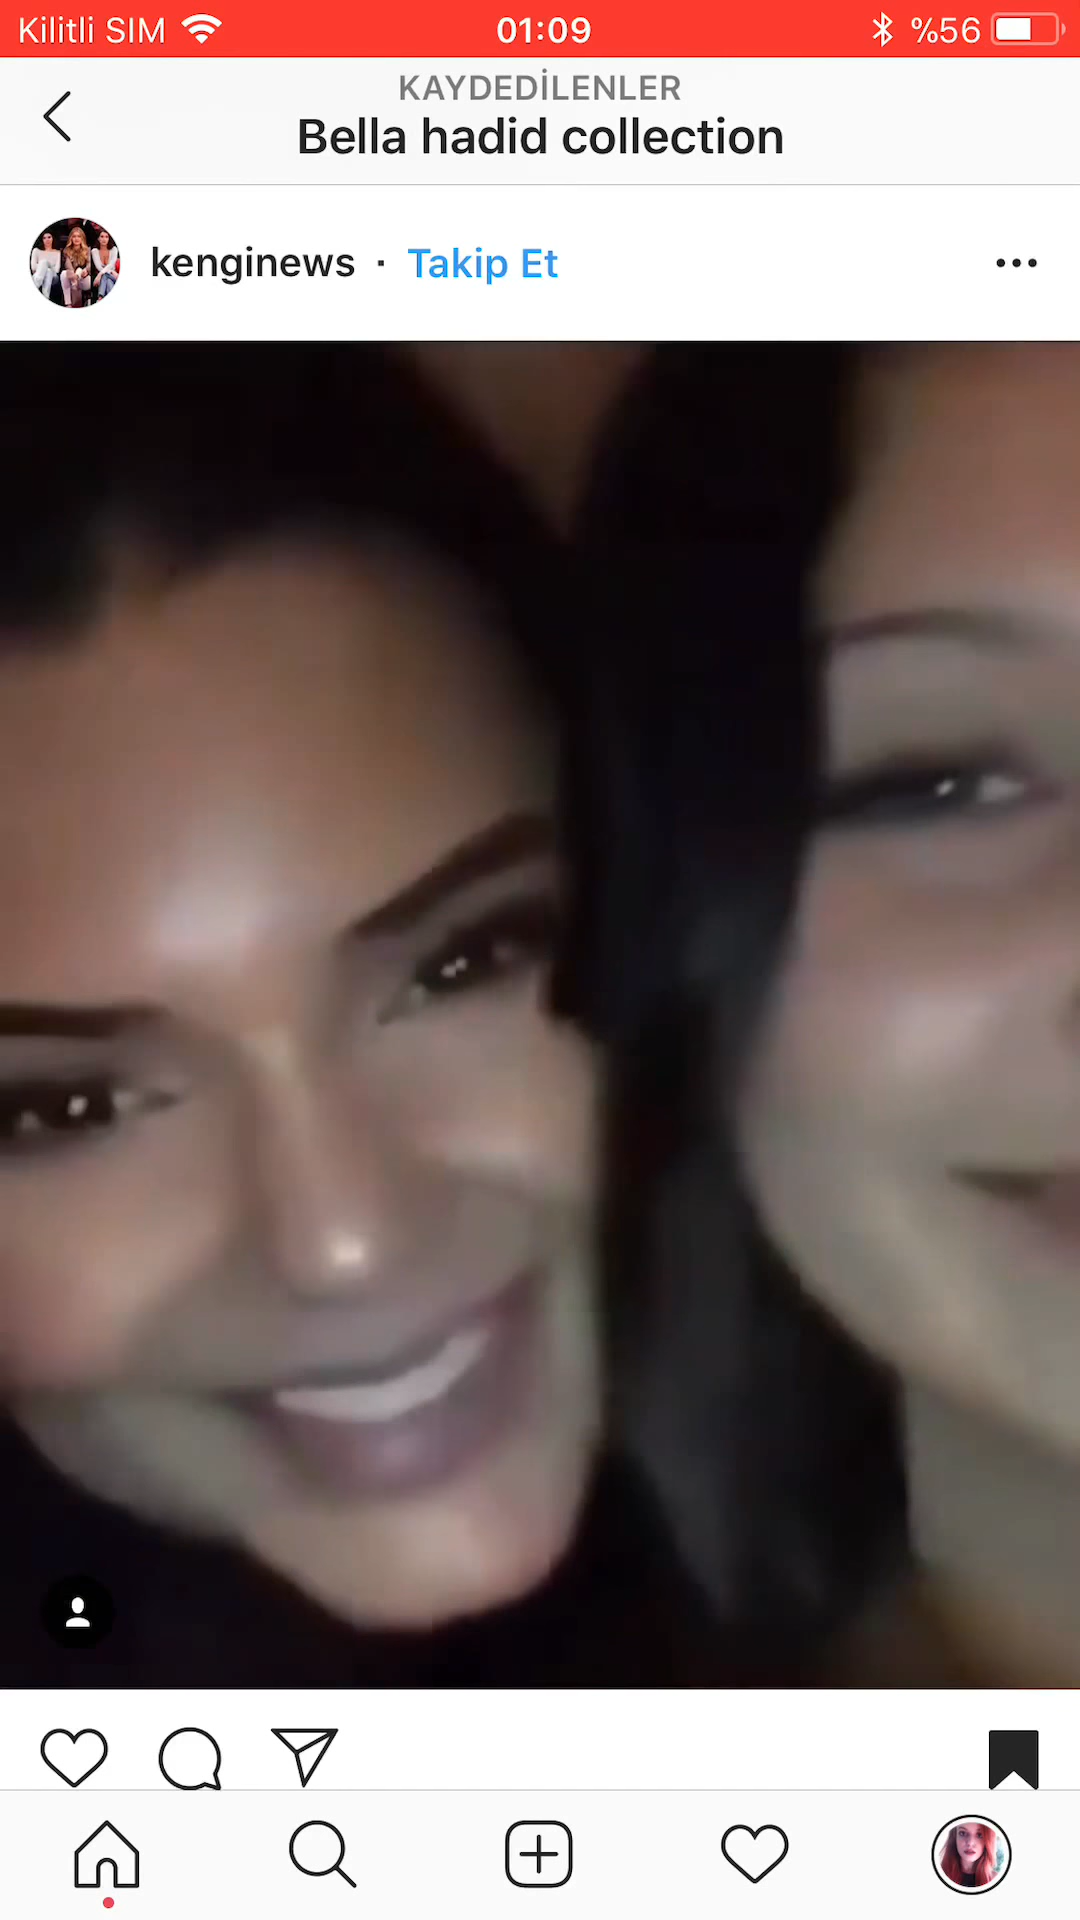 Kilitli SIM 01:09 %56
KAYDEDİLENLER
Bella hadid collection
kenginews · Takip Et